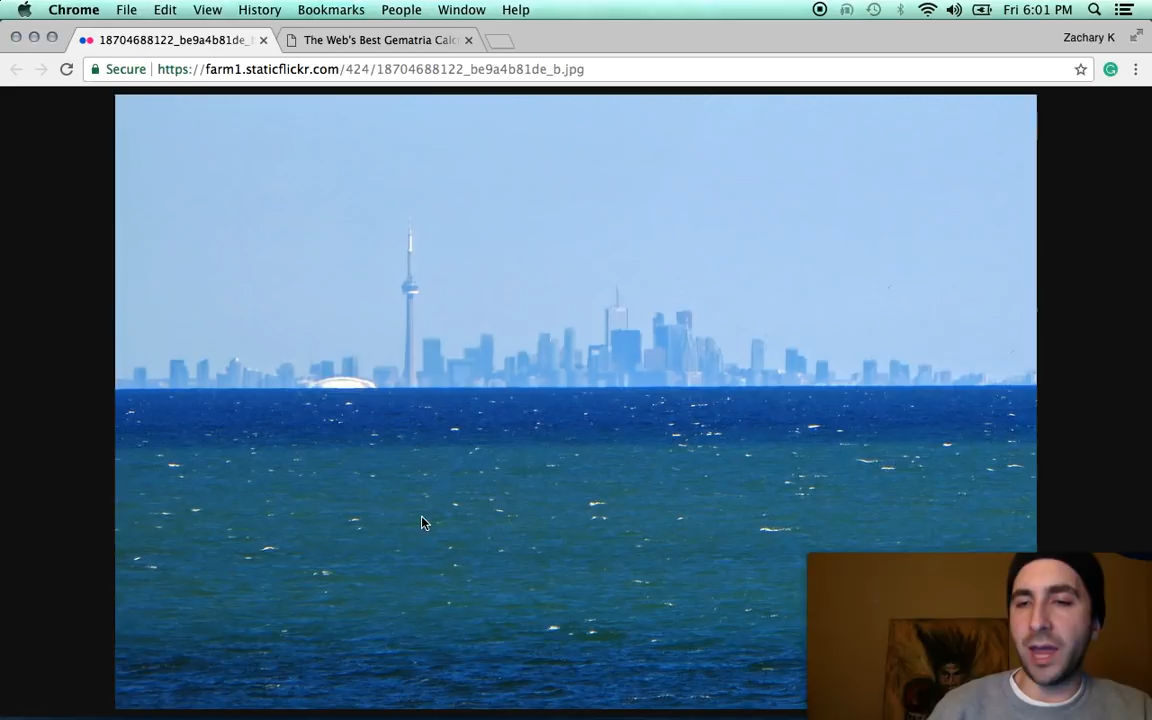 Chrome File Edit View History Bookmarks People Window Help Fri 6:01 PM
18704688122_be9a4b81de_b The Web's Best Gematria Calc Zachary K
Secure https://farm1.staticflickr.com/424/18704688122_be9a4b81de_b.jpg